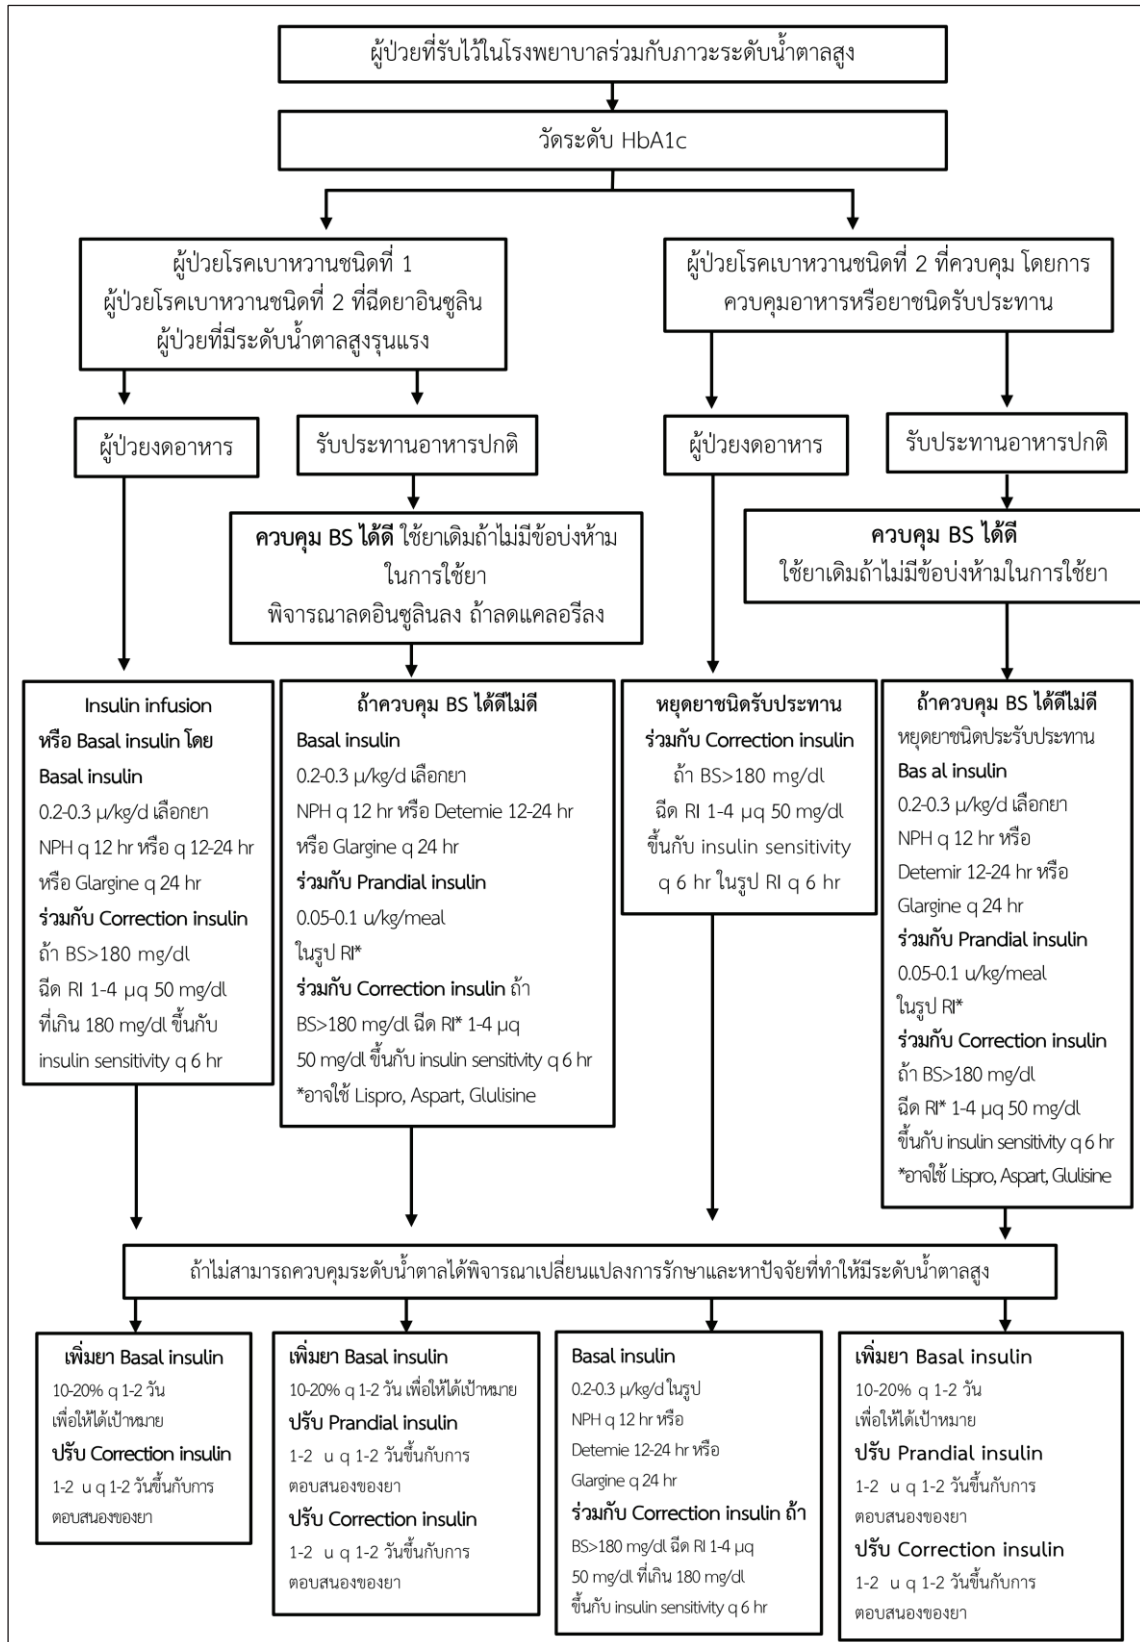 ผู้ป่วยที่รับไว้ในโรงพยาบาลร่วมกับภาวะระดับน้ำตาลสูง
วัดระดับ HbA1c
ผู้ป่วยโรคเบาหวานชนิดที่ 1
ผู้ป่วยโรคเบาหวานชนิดที่ 2 ที่ฉีดยาอินซูลิน
ผู้ป่วยที่มีระดับน้ำตาลสูงรุนแรง
ผู้ป่วยโรคเบาหวานชนิดที่ 2 ที่ควบคุม โดยการ
ควบคุมอาหารหรือยาชนิดรับประทาน
ผู้ป่วยงดอาหาร
รับประทานอาหารปกติ
ผู้ป่วยงดอาหาร
รับประทานอาหารปกติ
ควบคุม BS ได้ดี ใช้ยาเดิมถ้าไม่มีข้อบ่งห้าม
ในการใช้ยา
พิจารณาลดอินซูลินลง ถ้าลดแคลอรีลง
ควบคุม BS ได้ดี
ใช้ยาเดิมถ้าไม่มีข้อบ่งห้ามในการใช้ยา
Insulin infusion
หรือ Basal insulin โดย
Basal insulin
0.2-0.3 µ/kg/d เลือกยา
NPH q 12 hr หรือ q 12-24 hr
หรือ Glargine q 24 hr
ร่วมกับ Correction insulin
ถ้า BS>180 mg/dl
ฉีด RI 1-4 µq 50 mg/dl
ที่เกิน 180 mg/dl ขึ้นกับ
insulin sensitivity q 6 hr
ถ้าควบคุม BS ได้ดีไม่ดี
Basal insulin
0.2-0.3 µ/kg/d เลือกยา
NPH q 12 hr หรือ Detemie 12-24 hr
หรือ Glargine q 24 hr
ร่วมกับ Prandial insulin
0.05-0.1 u/kg/meal
ในรูป RI*
ร่วมกับ Correction insulin ถ้า
BS>180 mg/dl ฉีด RI* 1-4 µq
50 mg/dl ขึ้นกับ insulin sensitivity q 6 hr
*อาจใช้ Lispro, Aspart, Glulisine
หยุดยาชนิดรับประทาน
ร่วมกับ Correction insulin
ถ้า BS>180 mg/dl
ฉีด RI 1-4 µq 50 mg/dl
ขึ้นกับ insulin sensitivity
q 6 hr ในรูป RI q 6 hr
ถ้าควบคุม BS ได้ดีไม่ดี
หยุดยาชนิดประรับประทาน
Bas al insulin
0.2-0.3 µ/kg/d เลือกยา
NPH q 12 hr หรือ
Detemir 12-24 hr หรือ
Glargine q 24 hr
ร่วมกับ Prandial insulin
0.05-0.1 u/kg/meal
ในรูป RI*
ร่วมกับ Correction insulin
ถ้า BS>180 mg/dl
ฉีด RI* 1-4 µq 50 mg/dl
ขึ้นกับ insulin sensitivity q 6 hr
*อาจใช้ Lispro, Aspart, Glulisine
ถ้าไม่สามารถควบคุมระดับน้ำตาลได้พิจารณาเปลี่ยนแปลงการรักษาและหาปัจจัยที่ทำให้มีระดับน้ำตาลสูง
เพิ่มยา Basal insulin
10-20% q 1-2 วัน
เพื่อให้ได้เป้าหมาย
ปรับ Correction insulin
1-2 u q 1-2 วันขึ้นกับการ
ตอบสนองของยา
เพิ่มยา Basal insulin
10-20% q 1-2 วัน เพื่อให้ได้เป้าหมาย
ปรับ Prandial insulin
1-2 u q 1-2 วันขึ้นกับการ
ตอบสนองของยา
ปรับ Correction insulin
1-2 u q 1-2 วันขึ้นกับการ
ตอบสนองของยา
Basal insulin
0.2-0.3 µ/kg/d ในรูป
NPH q 12 hr หรือ
Detemie 12-24 hr หรือ
Glargine q 24 hr
ร่วมกับ Correction insulin ถ้า
BS>180 mg/dl ฉีด RI 1-4 µq
50 mg/dl ที่เกิน 180 mg/dl
ขึ้นกับ insulin sensitivity q 6 hr
เพิ่มยา Basal insulin
10-20% q 1-2 วัน
เพื่อให้ได้เป้าหมาย
ปรับ Prandial insulin
1-2 u q 1-2 วันขึ้นกับการ
ตอบสนองของยา
ปรับ Correction insulin
1-2 u q 1-2 วันขึ้นกับการ
ตอบสนองของยา